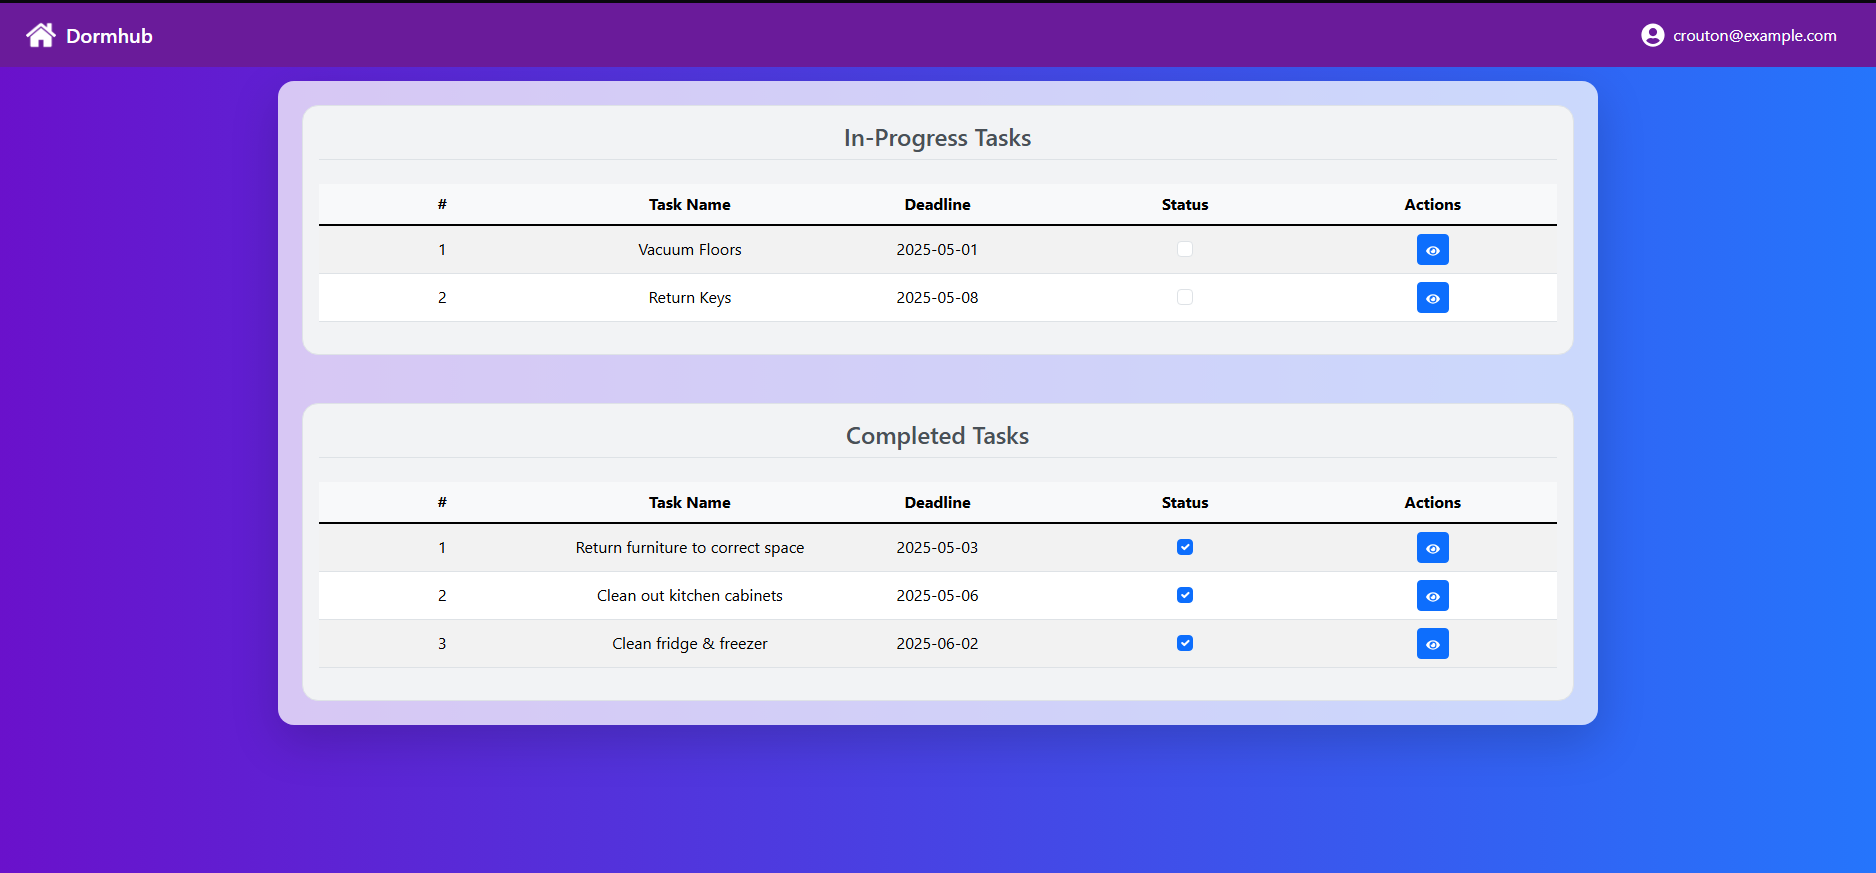 Dormhub
crouton@example.com
In-Progress Tasks
# Task Name Deadline Status Actions
1 Vacuum Floors 2025-05-01
2 Return Keys 2025-05-08
Completed Tasks
# Task Name Deadline Status Actions
1 Return furniture to correct space 2025-05-03
2 Clean out kitchen cabinets 2025-05-06
3 Clean fridge & freezer 2025-06-02